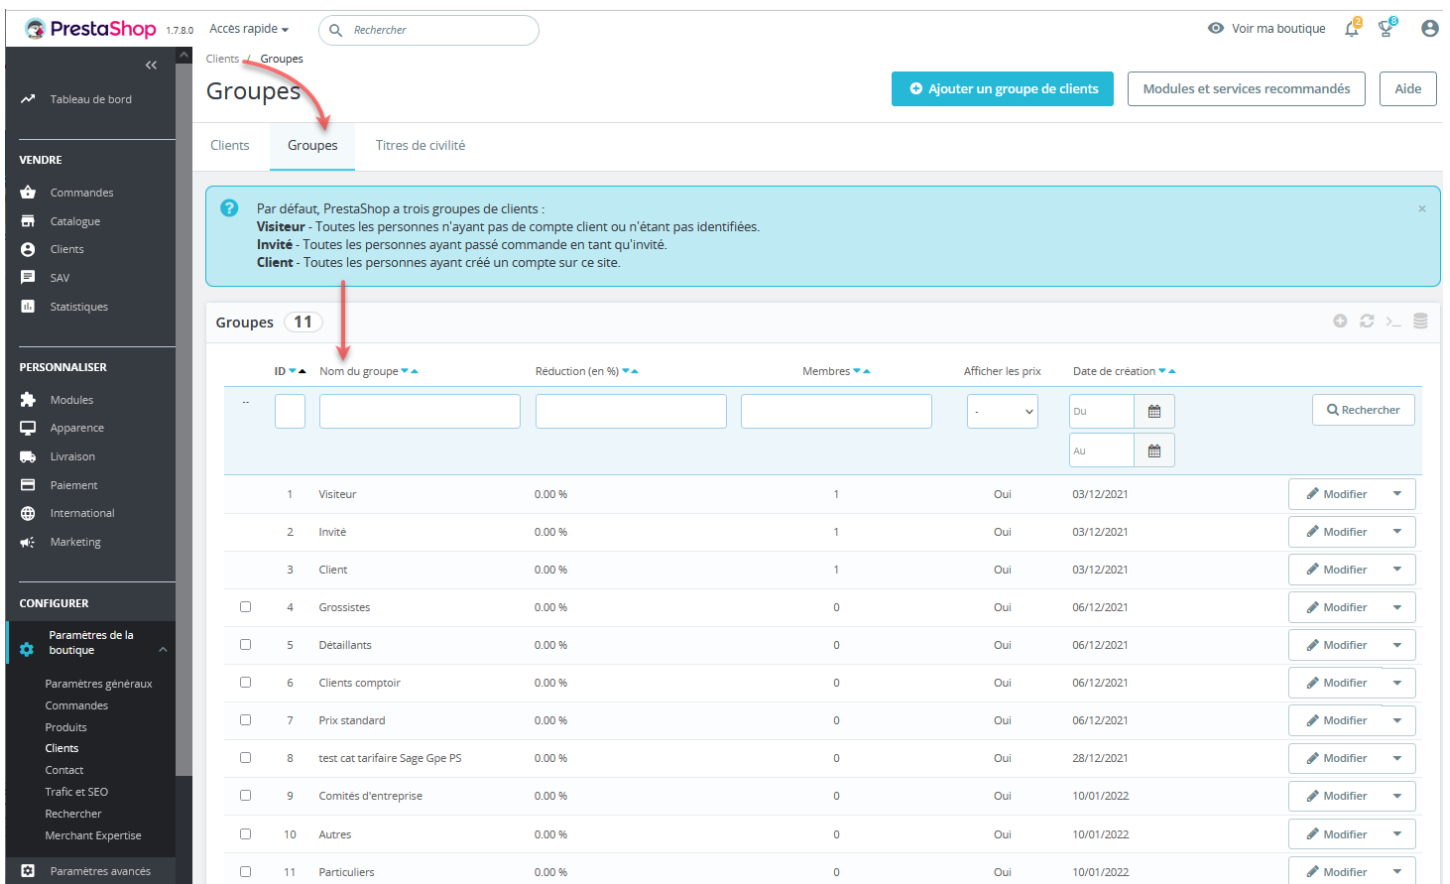 PrestaShop 1.7.8.0 Accès rapide Rechercher Voir ma boutique 2 8
Clients / Groupes
Groupes
Ajouter un groupe de clients Modules et services recommandés Aide
Clients Groupes Titres de civilité
«
Tableau de bord
VENDRE
Commandes
Catalogue
Clients
SAV
Statistiques
PERSONNALISER
Modules
Apparence
Livraison
Paiement
International
Marketing
CONFIGURER
Paramètres de la
boutique
Paramètres généraux
Commandes
Produits
Clients
Contact
Trafic et SEO
Rechercher
Merchant Expertise
Paramètres avancés
? Par défaut, PrestaShop a trois groupes de clients : ×
Visiteur - Toutes les personnes n'ayant pas de compte client ou n'étant pas identifiées.
Invité - Toutes les personnes ayant passé commande en tant qu'invité.
Client - Toutes les personnes ayant créé un compte sur ce site.
Groupes 11
ID Nom du groupe Réduction (en %) Membres Afficher les prix Date de création
-- - Du Rechercher
Au
1 Visiteur 0.00 % 1 Oui 03/12/2021 Modifier
2 Invité 0.00 % 1 Oui 03/12/2021 Modifier
3 Client 0.00 % 1 Oui 03/12/2021 Modifier
4 Grossistes 0.00 % 0 Oui 06/12/2021 Modifier
5 Détaillants 0.00 % 0 Oui 06/12/2021 Modifier
6 Clients comptoir 0.00 % 0 Oui 06/12/2021 Modifier
7 Prix standard 0.00 % 0 Oui 06/12/2021 Modifier
8 test cat tarifaire Sage Gpe PS 0.00 % 0 Oui 28/12/2021 Modifier
9 Comités d'entreprise 0.00 % 0 Oui 10/01/2022 Modifier
10 Autres 0.00 % 0 Oui 10/01/2022 Modifier
11 Particuliers 0.00 % 0 Oui 10/01/2022 Modifier